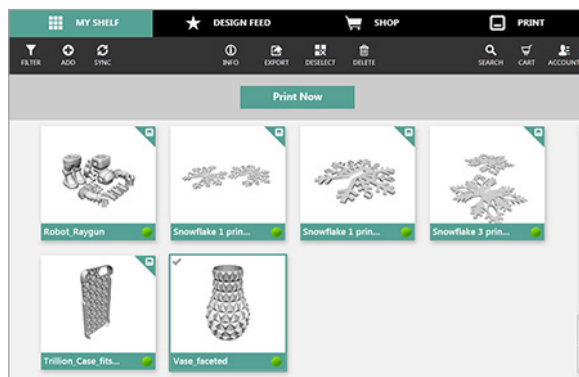 MY SHELF DESIGN FEED SHOP PRINT
FILTER ADD SYNC INFO EXPORT DESELECT DELETE SEARCH CART ACCOUNT
Print Now
Robot_Raygun Snowflake 1 prin... Snowflake 1 prin... Snowflake 3 prin...
Trillion_Case_fits... Vase_faceted